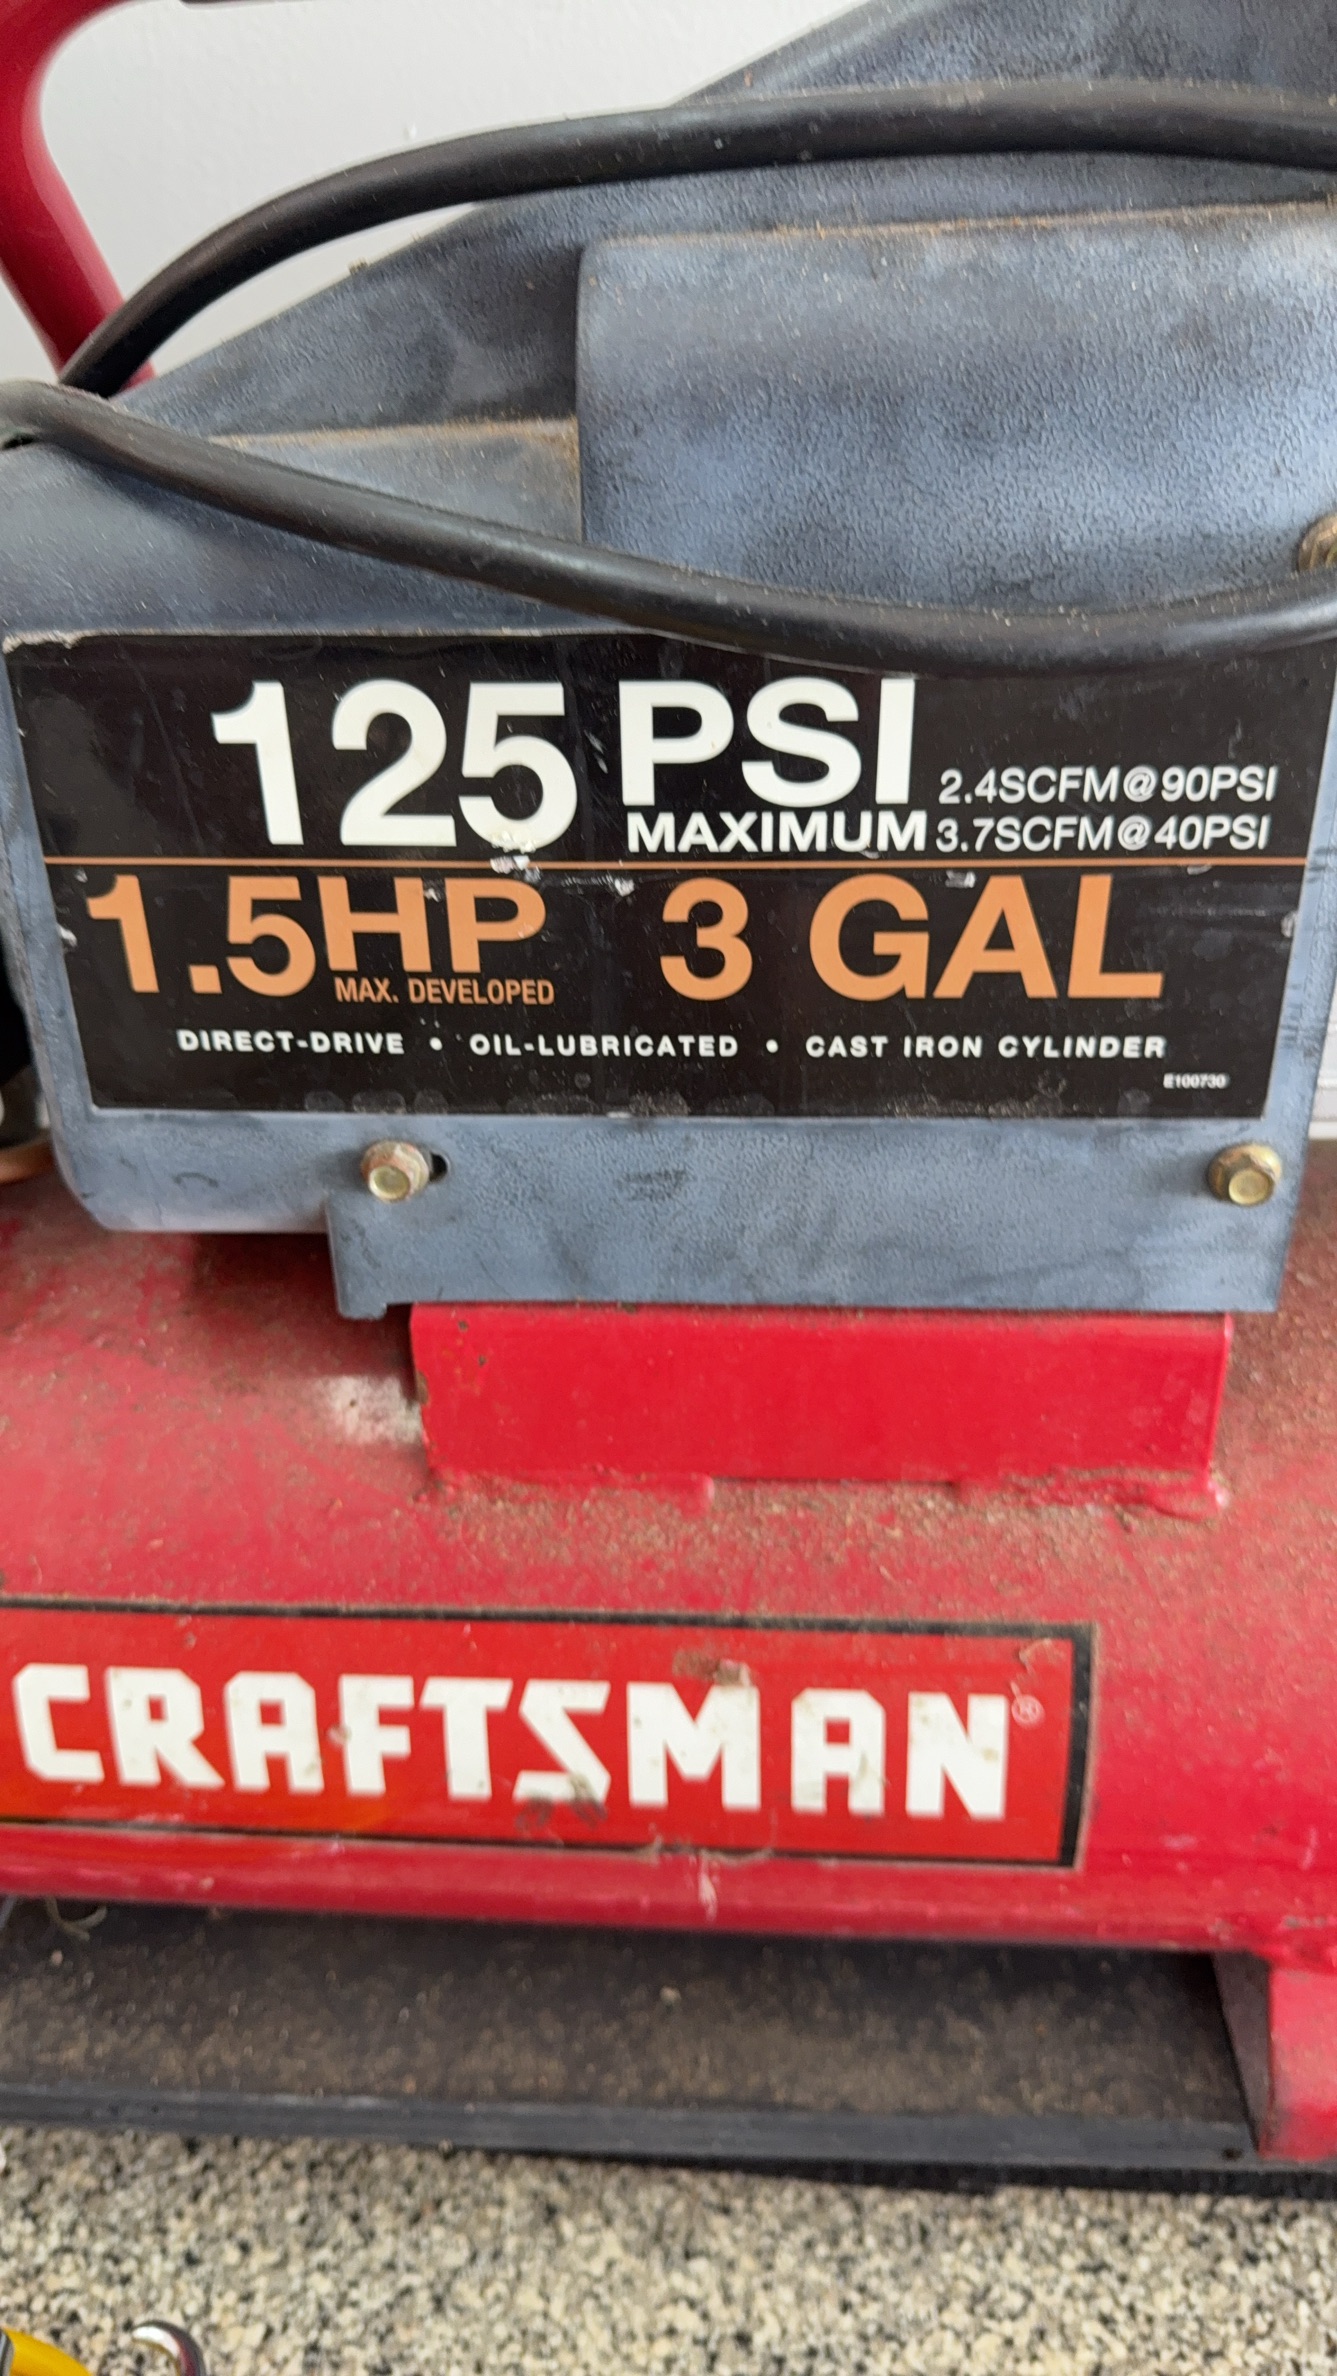 125 PSI
MAXIMUM
2.4SCFM@90PSI
3.7SCFM@40PSI
1.5HP
MAX. DEVELOPED
3 GAL
DIRECT-DRIVE • OIL-LUBRICATED • CAST IRON CYLINDER
E100730
CRAFTSMAN®